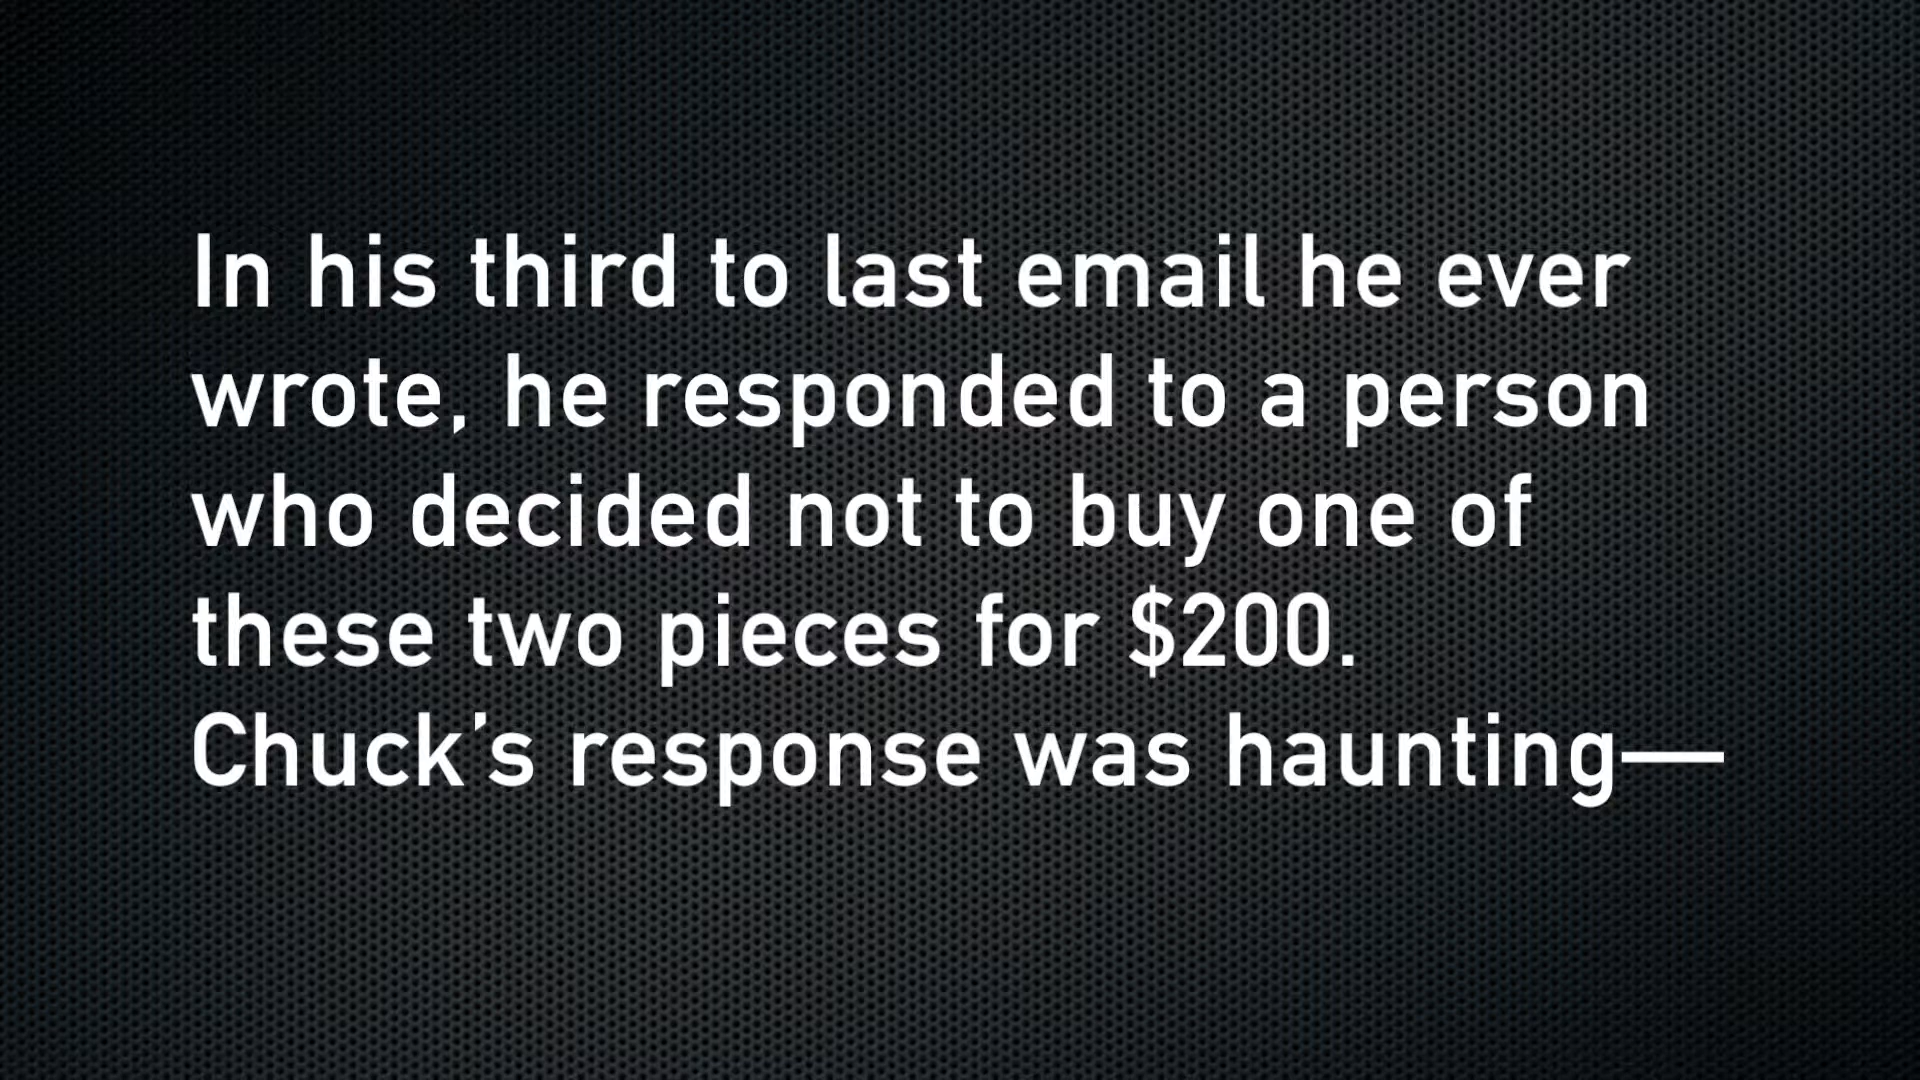 In his third to last email he ever
wrote, he responded to a person
who decided not to buy one of
these two pieces for $200.
Chuck’s response was haunting—